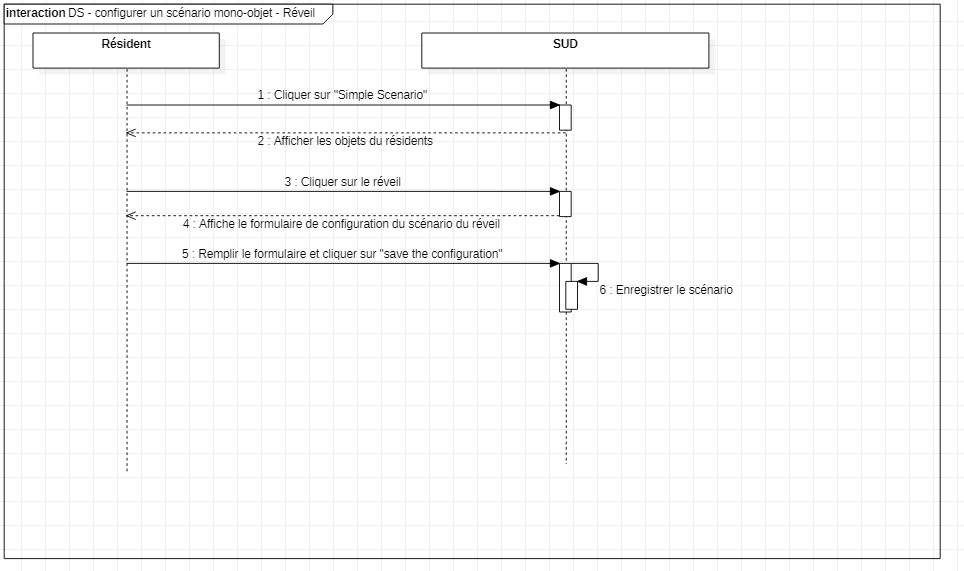 interaction DS - configurer un scénario mono-objet - Réveil
Résident
SUD
1 : Cliquer sur "Simple Scenario"
2 : Afficher les objets du résidents
3 : Cliquer sur le réveil
4 : Affiche le formulaire de configuration du scénario du réveil
5 : Remplir le formulaire et cliquer sur "save the configuration"
6 : Enregistrer le scénario